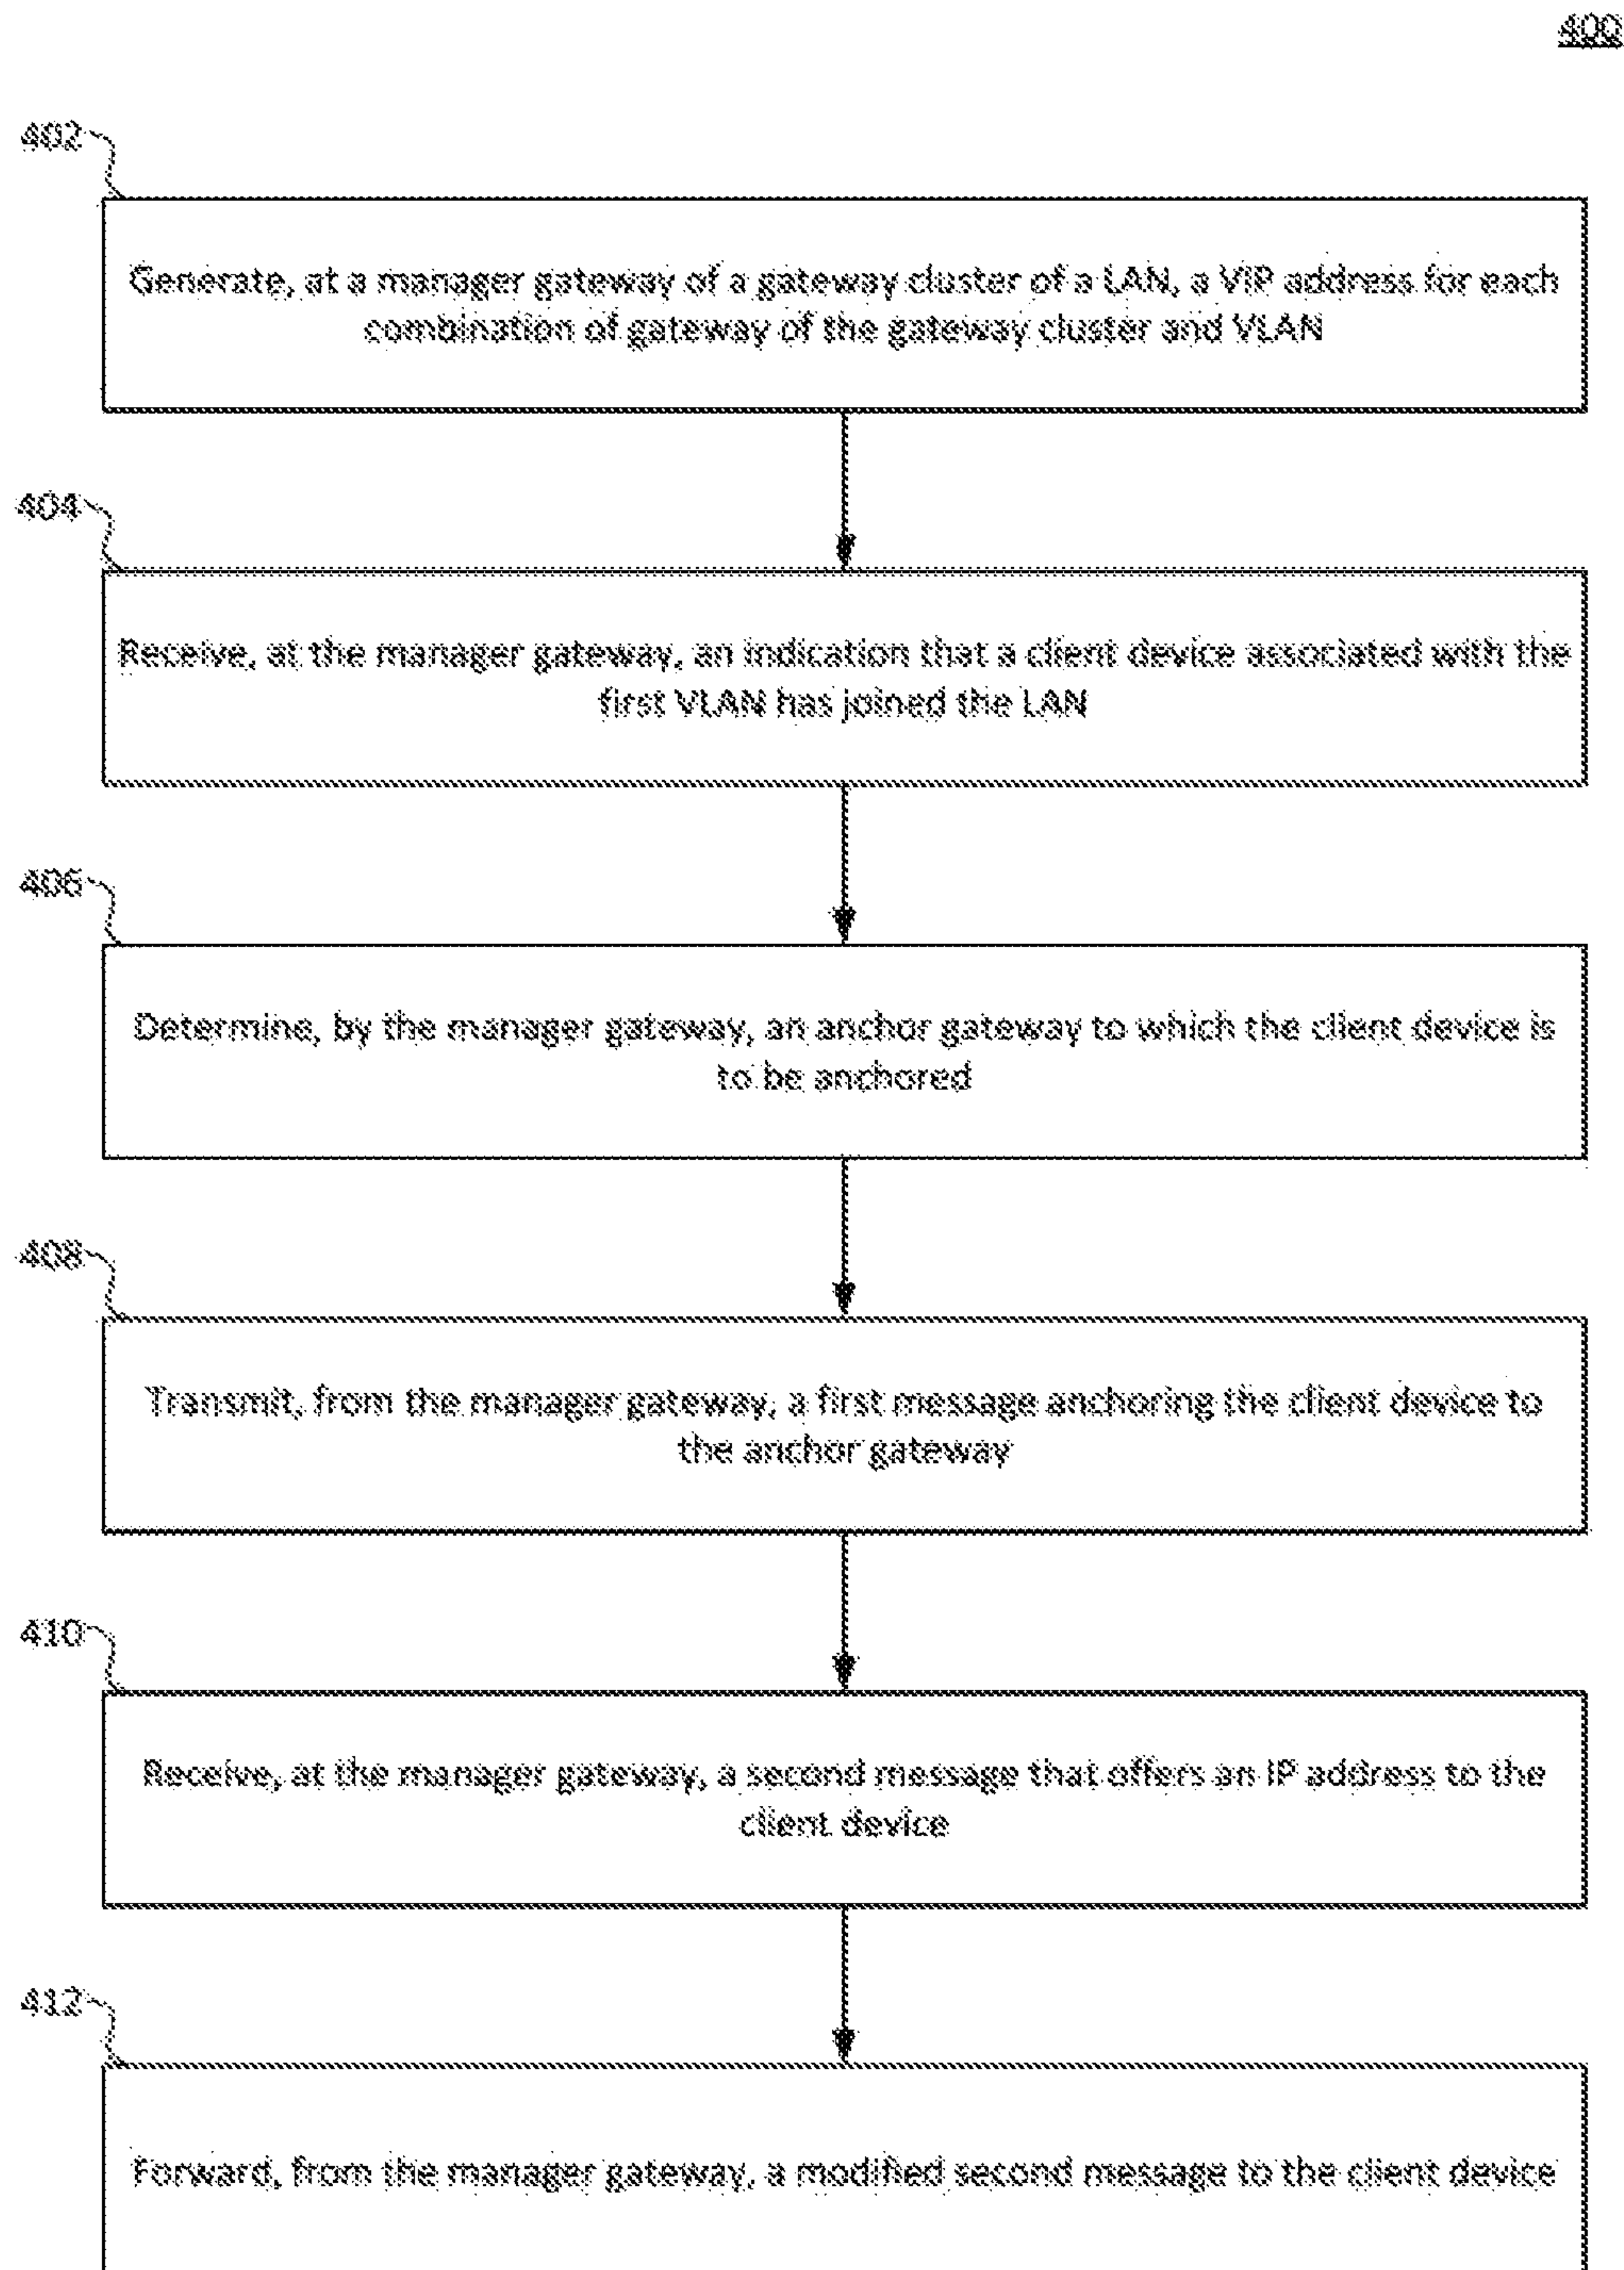 400
402
Generate, at a manager gateway of a gateway cluster of a LAN, a VIP address for each
combination of gateway of the gateway cluster and VLAN
404
Receive, at the manager gateway, an indication that a client device associated with the
first VLAN has joined the LAN
406
Determine, by the manager gateway, an anchor gateway to which the client device is
to be anchored
408
Transmit, from the manager gateway, a first message anchoring the client device to
the anchor gateway
410
Receive, at the manager gateway, a second message that offers an IP address to the
client device
412
Forward, from the manager gateway, a modified second message to the client device